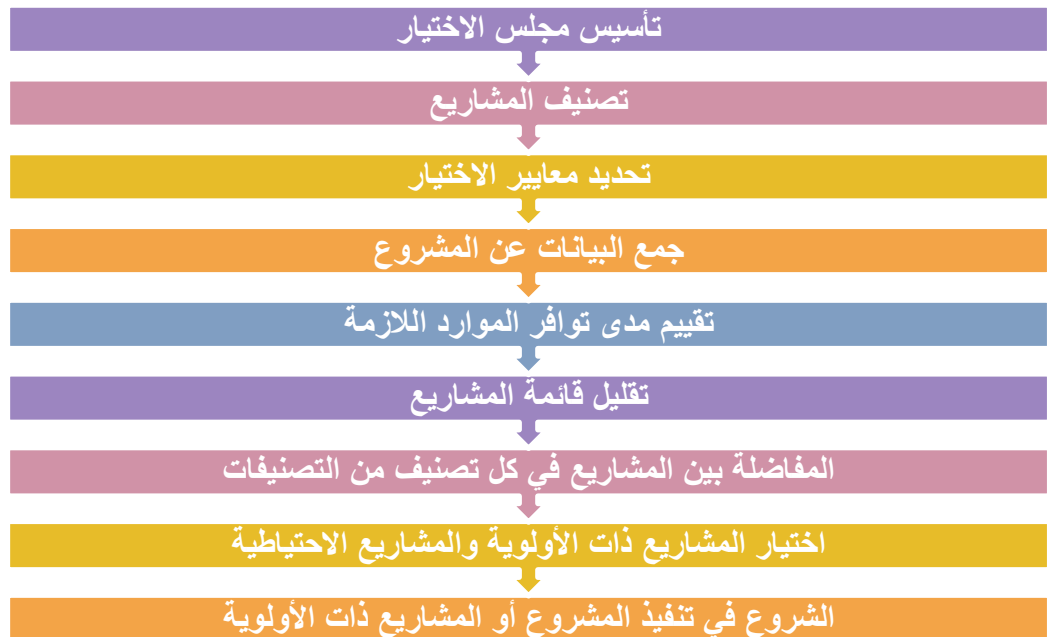 تأسيس مجلس الاختيار
تصنيف المشاريع
تحديد معايير الاختيار
جمع البيانات عن المشروع
تقييم مدى توافر الموارد اللازمة
تقليل قائمة المشاريع
المفاضلة بين المشاريع في كل تصنيف من التصنيفات
اختيار المشاريع ذات الأولوية والمشاريع الاحتياطية
الشروع في تنفيذ المشروع أو المشاريع ذات الأولوية